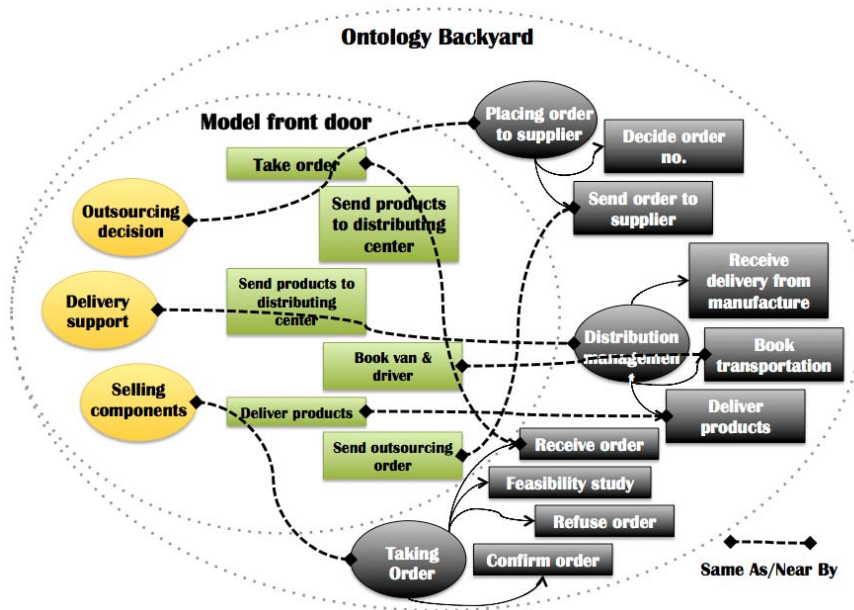 Ontology Backyard
Model front door
Placing order
to supplier
Decide order
no.
Take order
Send products
to distributing
center
Send order to
supplier
Outsourcing
decision
Receive
delivery from
manufacture
Delivery
support
Send products to
distributing
center
Distribution
managemen
t
Book
transportation
Book van &
driver
Selling
components
Deliver products
Deliver
products
Send outsourcing
order
Receive order
Feasibility study
Refuse order
Taking
Order
Confirm order
Same As/Near By